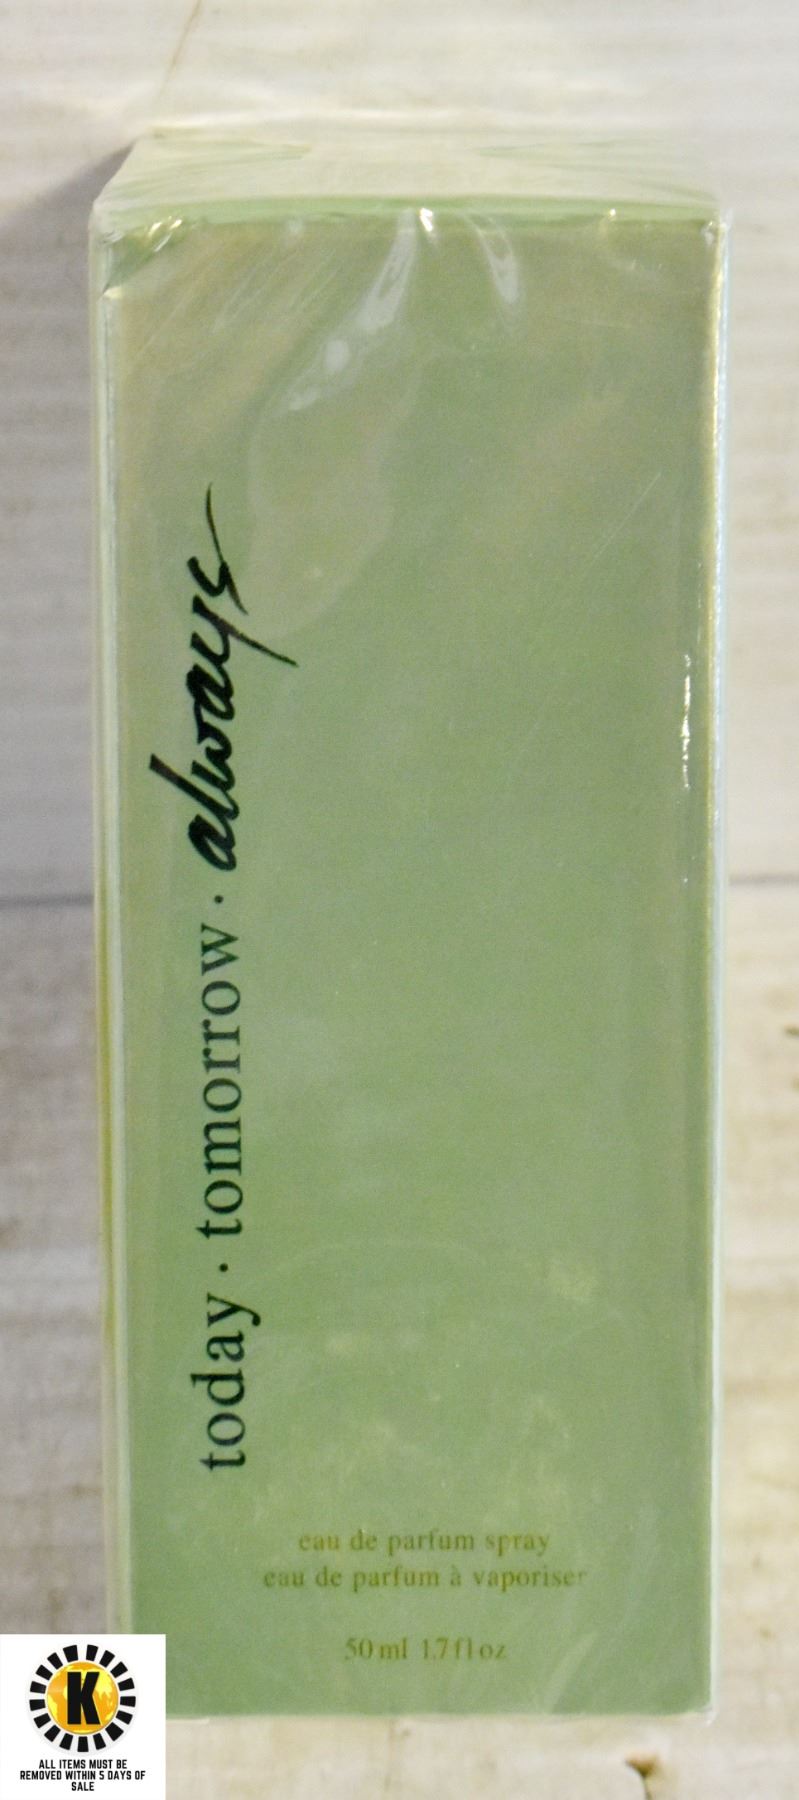 today · tomorrow · always
eau de parfum spray
eau de parfum à vaporiser
50 ml 1.7 fl oz
K
ALL ITEMS MUST BE
REMOVED WITHIN 5 DAYS OF
SALE